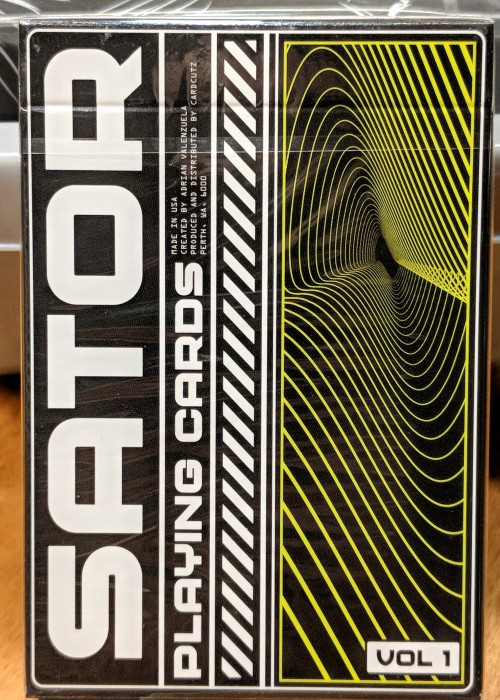 SATOR
PLAYING CARDS
MADE IN USA
CREATED BY ADRIAN VALENZUELA
PRODUCED AND DISTRIBUTED BY CARDCUTZ
PERTH, WA, 6000
VOL 1